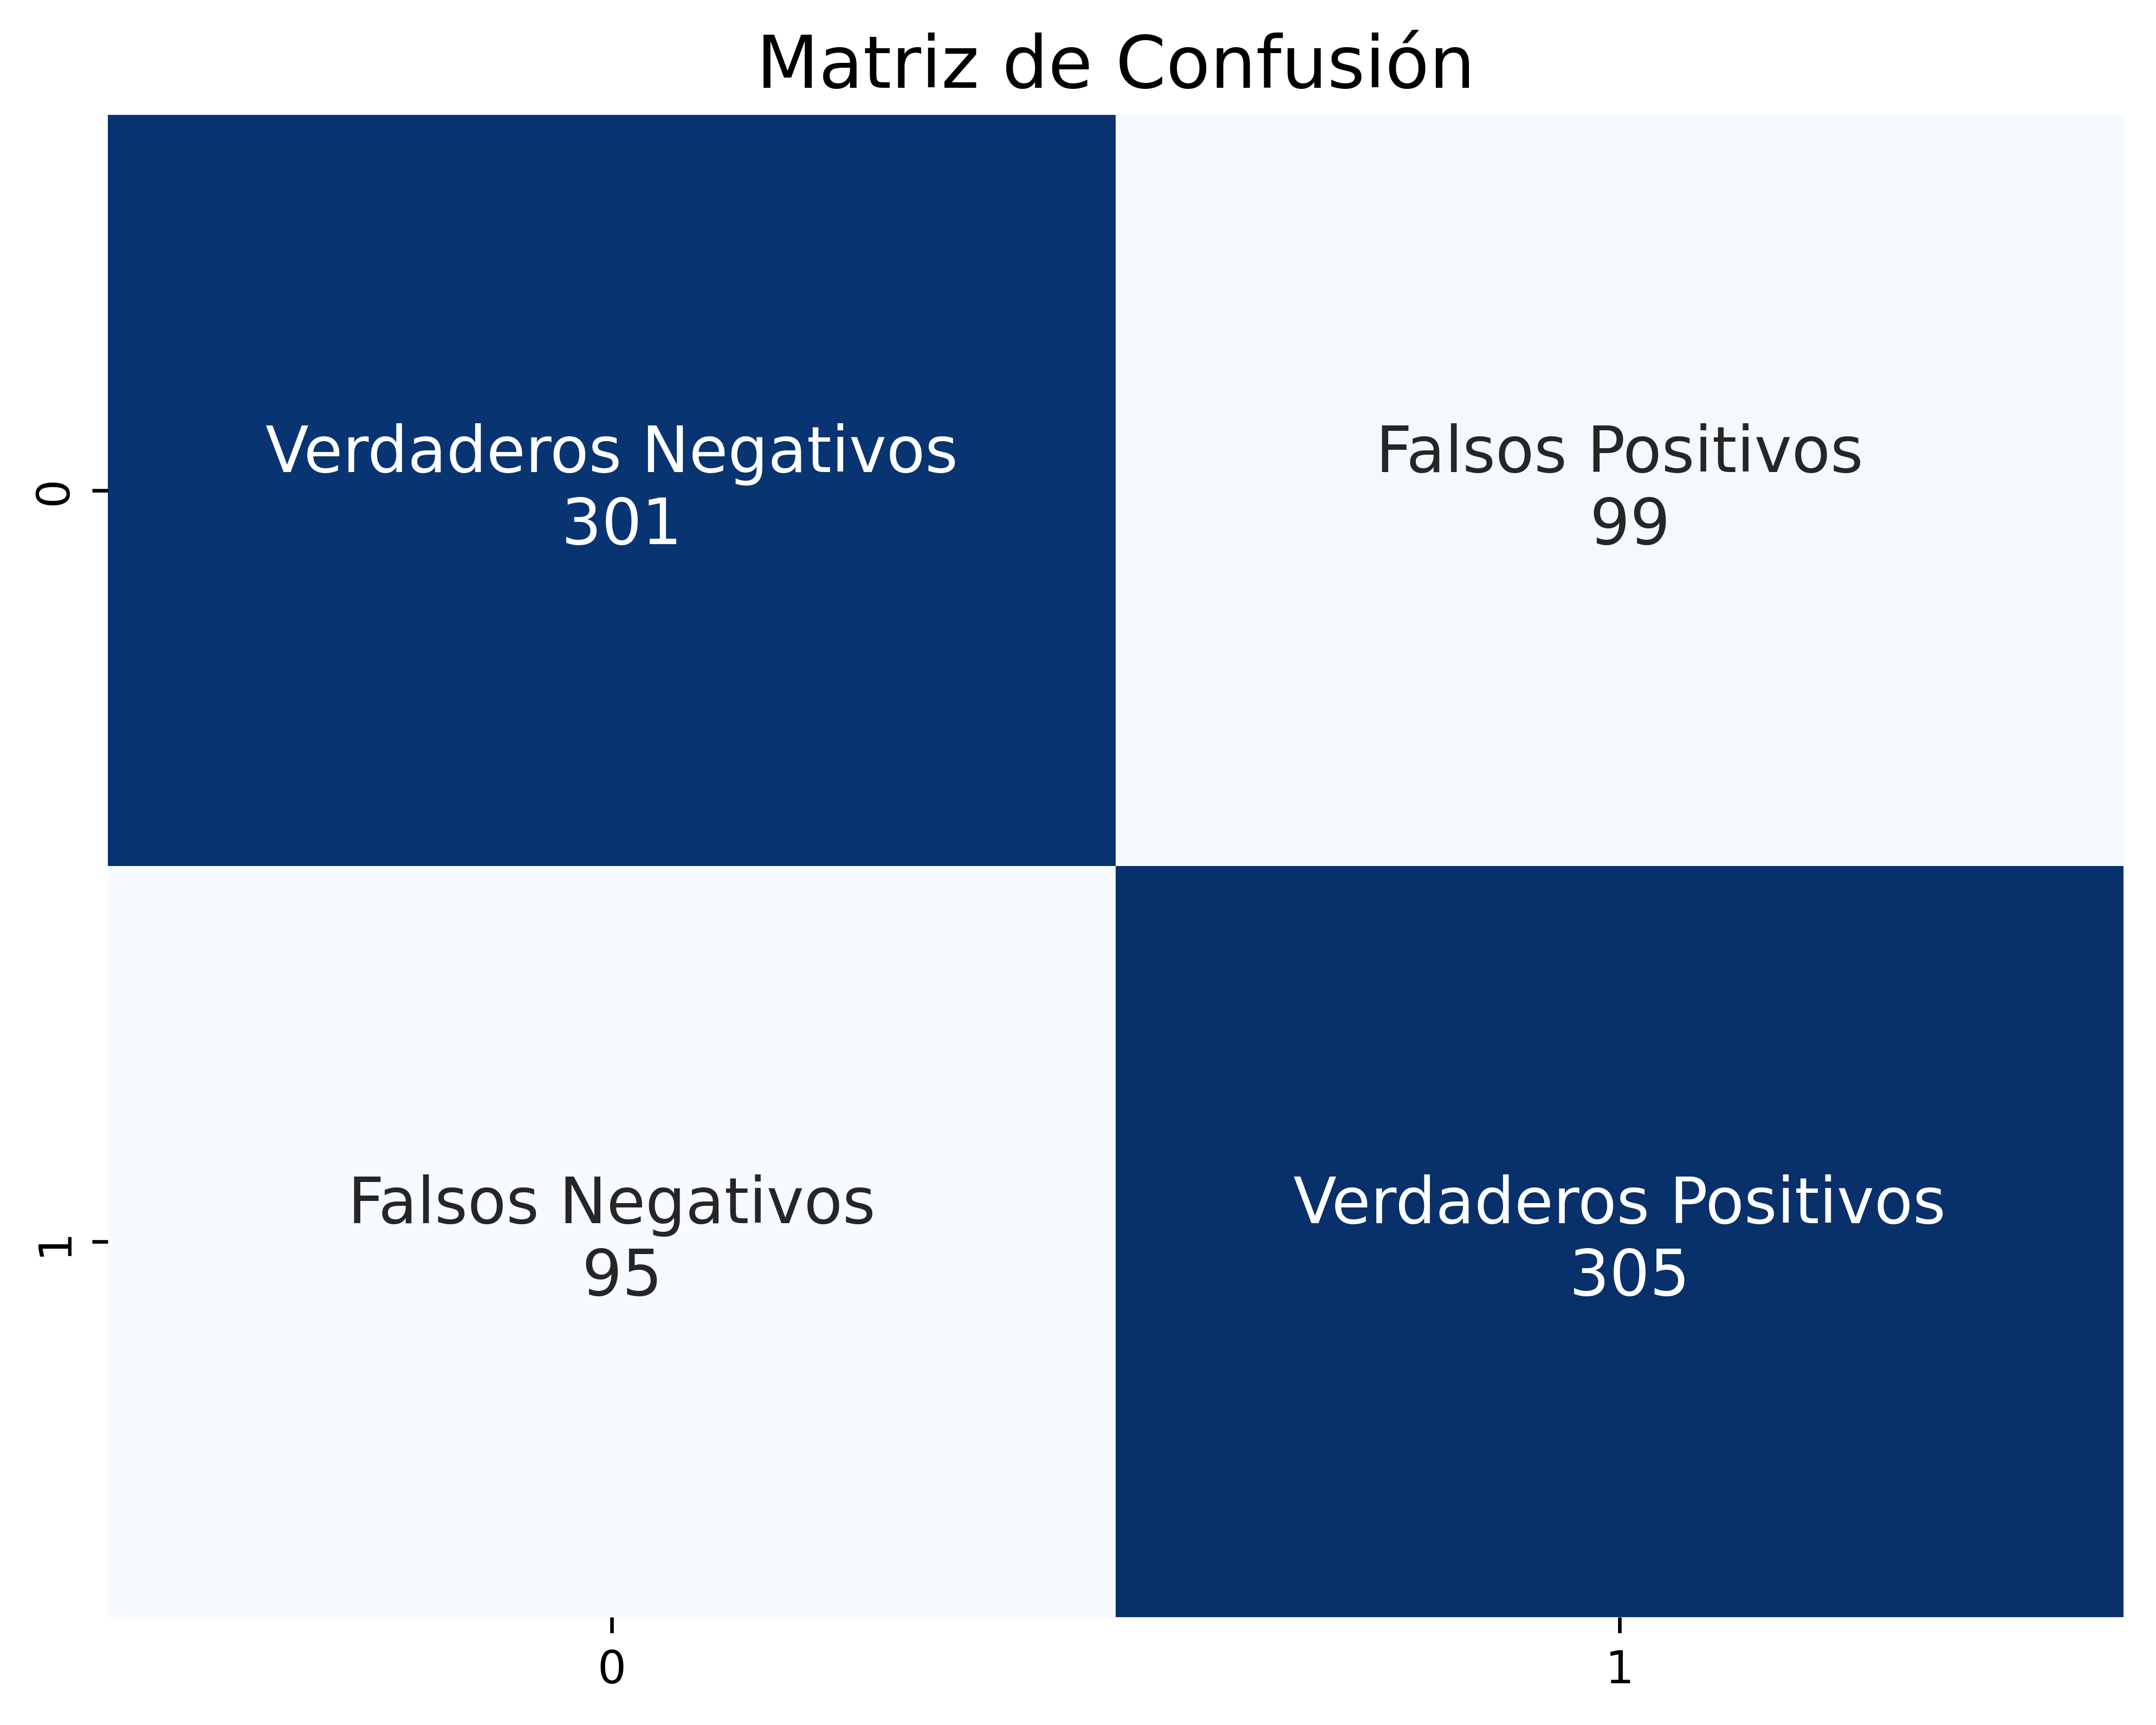 Matriz de Confusión
Verdaderos Negativos
301
Falsos Positivos
99
0
Falsos Negativos
95
Verdaderos Positivos
305
1
0
1